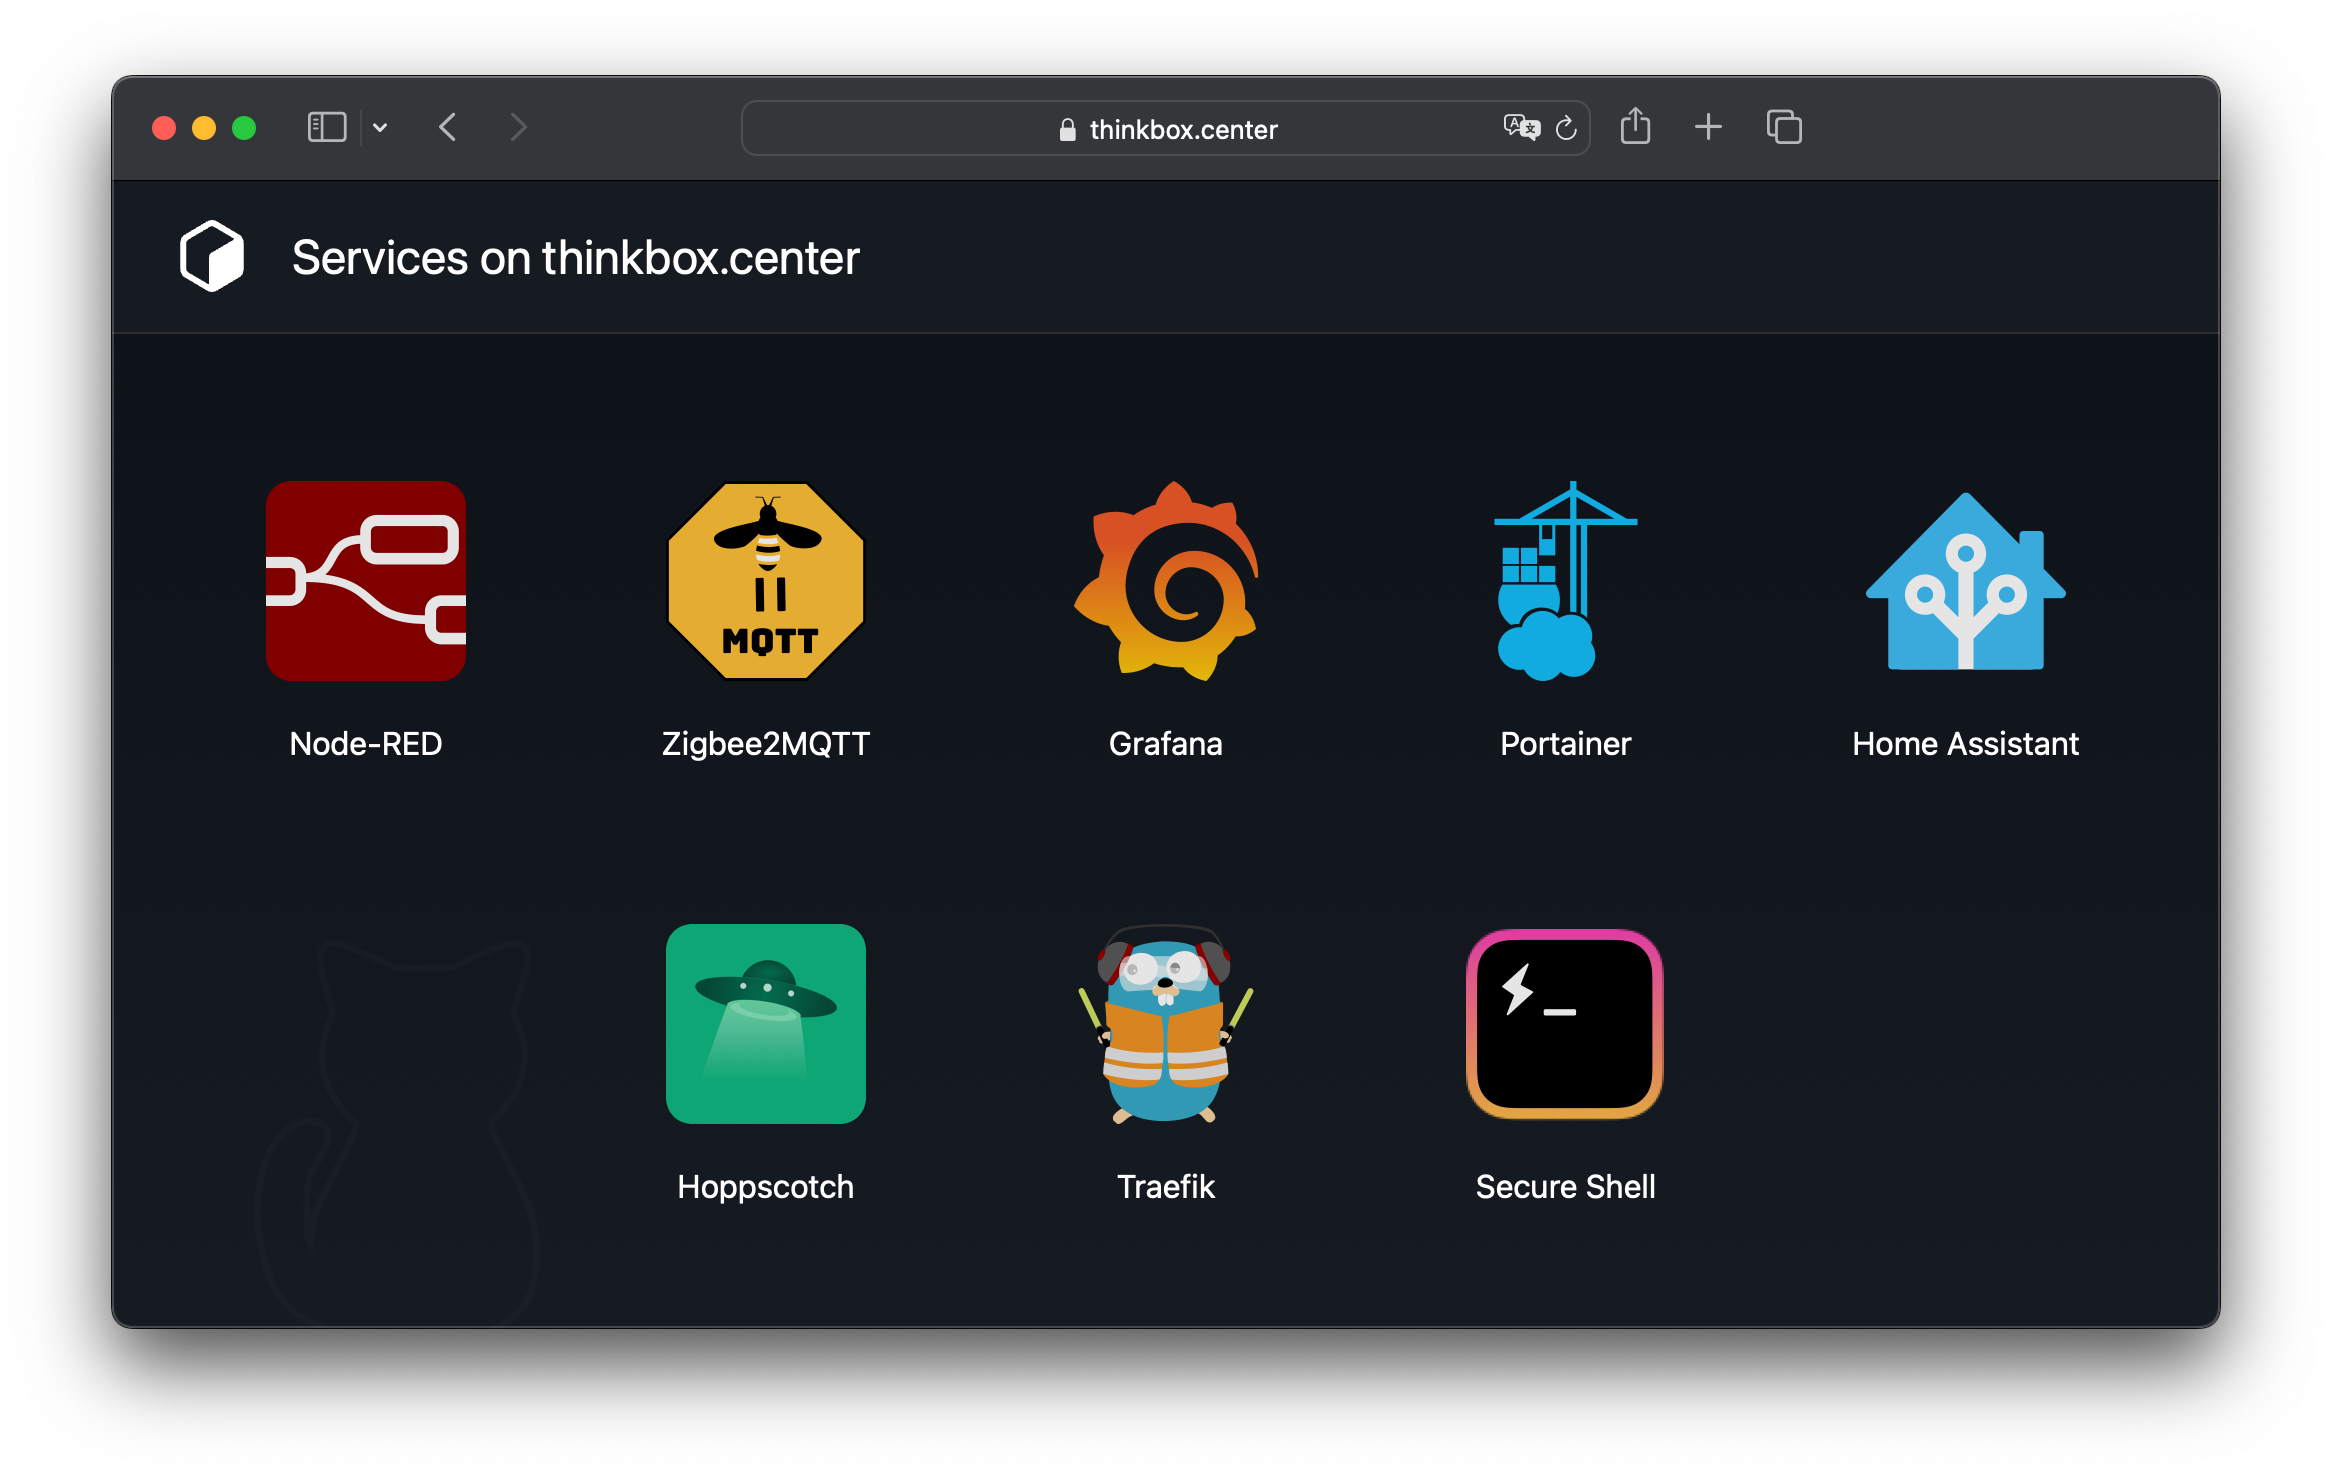 thinkbox.center
Services on thinkbox.center
MQTT
Node-RED
Zigbee2MQTT
Grafana
Portainer
Home Assistant
Hoppscotch
Traefik
Secure Shell